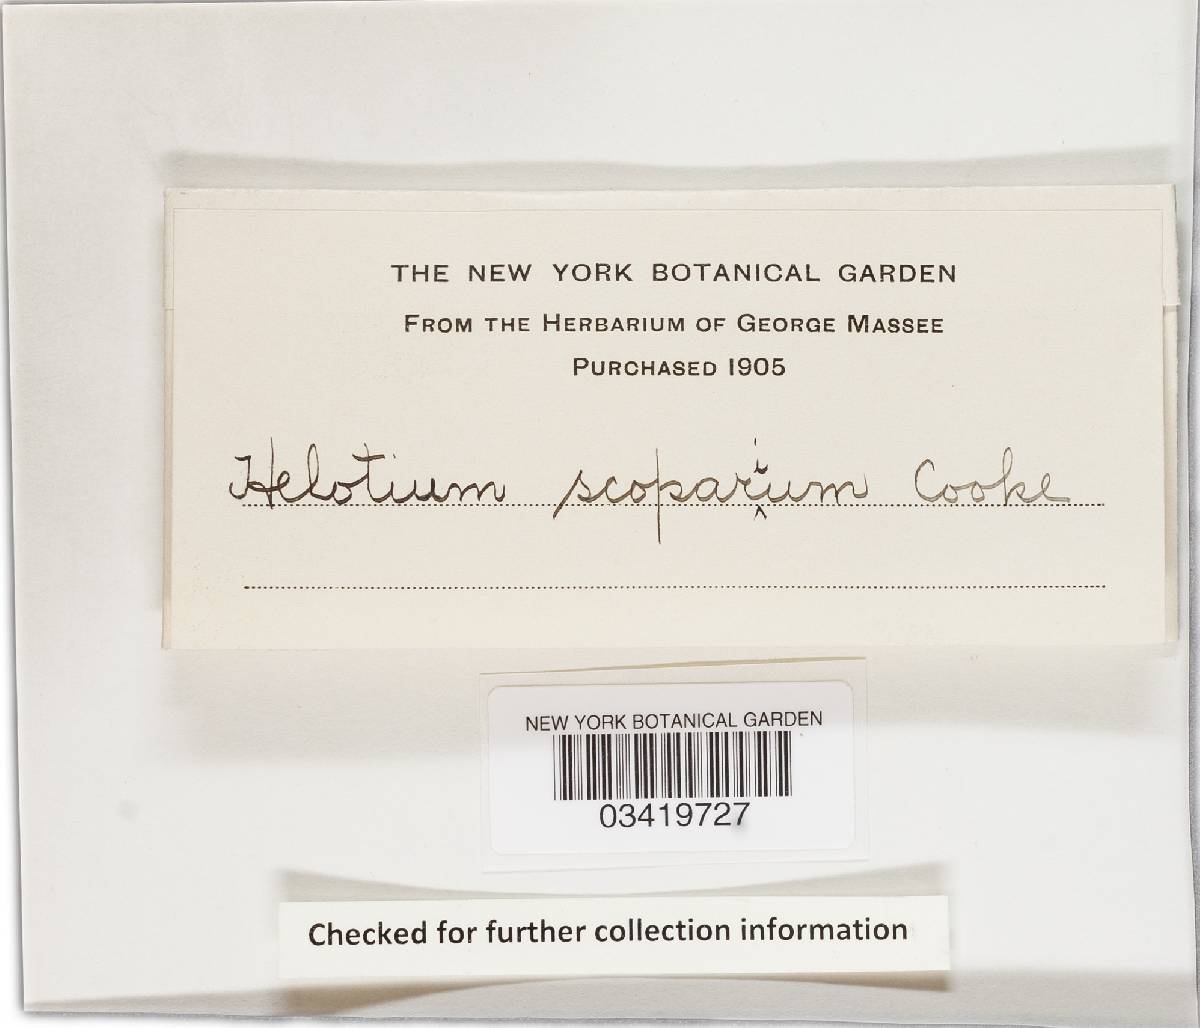 THE NEW YORK BOTANICAL GARDEN
FROM THE HERBARIUM OF GEORGE MASSEE
PURCHASED 1905
Helotium scoparium Cooke
NEW YORK BOTANICAL GARDEN
03419727
Checked for further collection information